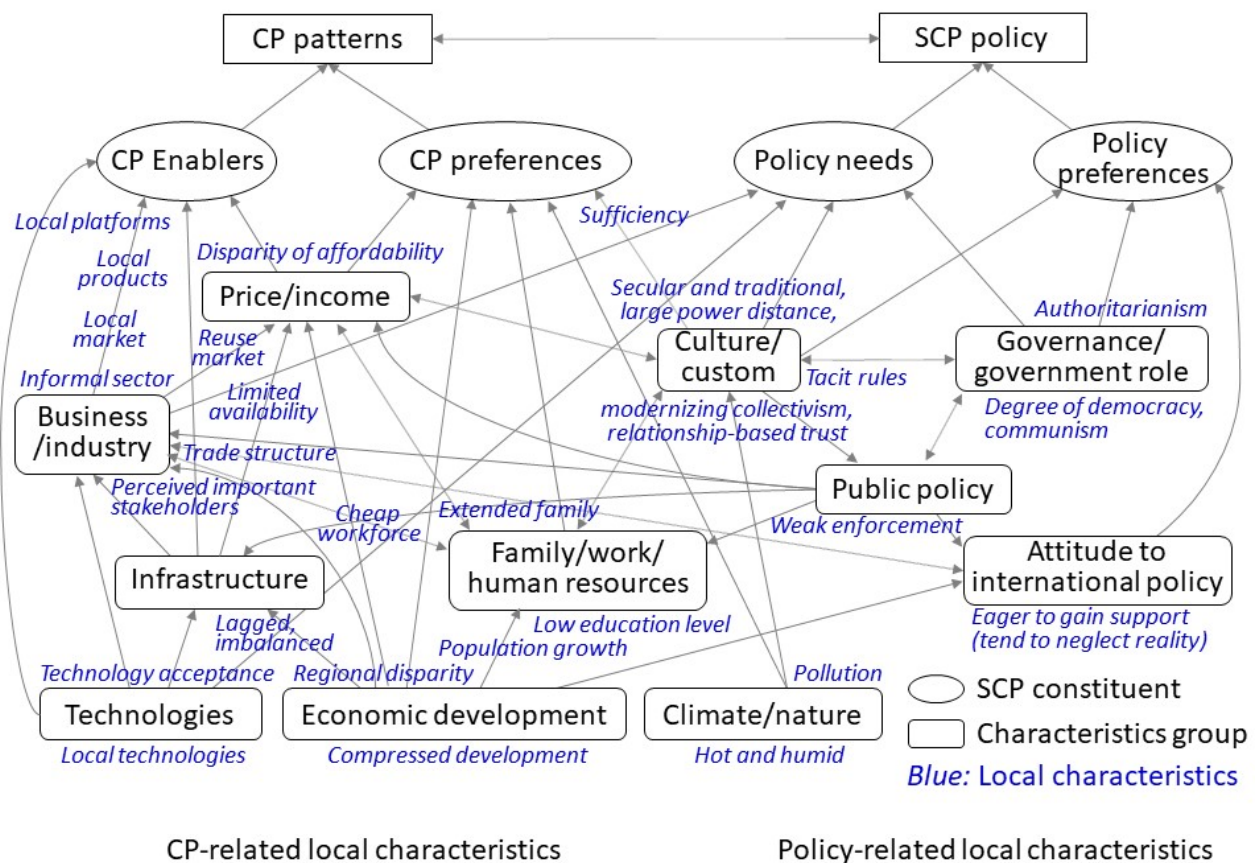 CP patterns
SCP policy
CP Enablers
CP preferences
Policy needs
Policy
preferences
Local platforms
Sufficiency
Local
products
Disparity of affordability
Price/income
Secular and traditional,
large power distance,
Authoritarianism
Local
market
Reuse
market
Culture/
custom
Governance/
government role
Informal sector
Limited
availability
Tacit rules
Business
/industry
modernizing collectivism,
relationship-based trust
Degree of democracy,
communism
Trade structure
Perceived important
stakeholders
Public policy
Cheap
workforce
Extended family
Weak enforcement
Infrastructure
Family/work/
human resources
Attitude to
international policy
Lagged,
imbalanced
Low education level
Population growth
Eager to gain support
(tend to neglect reality)
Technology acceptance
Regional disparity
Pollution
Technologies
Economic development
Climate/nature
SCP constituent
Characteristics group
Local technologies
Compressed development
Hot and humid
Blue: Local characteristics
CP-related local characteristics
Policy-related local characteristics